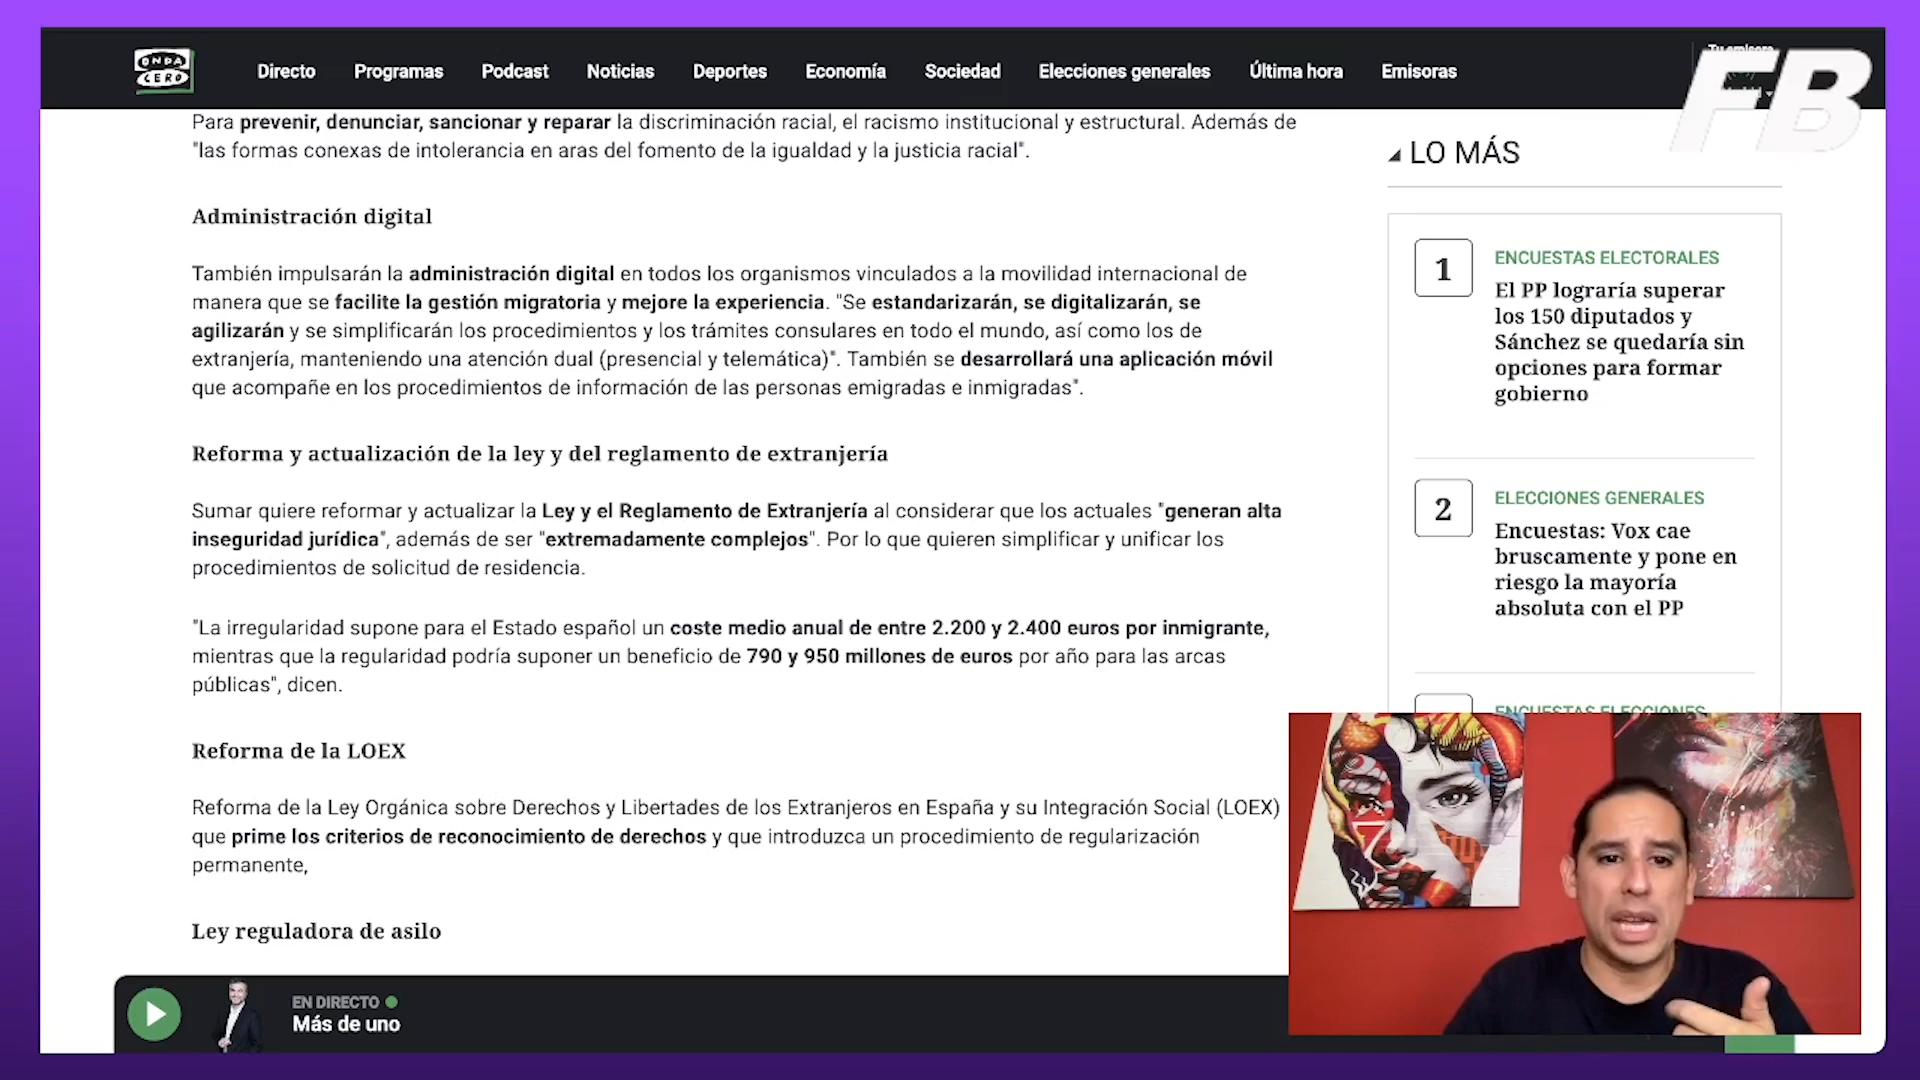 ONDA CERO
Directo Programas Podcast Noticias Deportes Economía Sociedad Elecciones generales Última hora Emisoras
Tu emisora
FB
Para prevenir, denunciar, sancionar y reparar la discriminación racial, el racismo institucional y estructural. Además de
"las formas conexas de intolerancia en aras del fomento de la igualdad y la justicia racial".
Administración digital
También impulsarán la administración digital en todos los organismos vinculados a la movilidad internacional de
manera que se facilite la gestión migratoria y mejore la experiencia. "Se estandarizarán, se digitalizarán, se
agilizarán y se simplificarán los procedimientos y los trámites consulares en todo el mundo, así como los de
extranjería, manteniendo una atención dual (presencial y telemática)". También se desarrollará una aplicación móvil
que acompañe en los procedimientos de información de las personas emigradas e inmigradas".
Reforma y actualización de la ley y del reglamento de extranjería
Sumar quiere reformar y actualizar la Ley y el Reglamento de Extranjería al considerar que los actuales "generan alta
inseguridad jurídica", además de ser "extremadamente complejos". Por lo que quieren simplificar y unificar los
procedimientos de solicitud de residencia.
"La irregularidad supone para el Estado español un coste medio anual de entre 2.200 y 2.400 euros por inmigrante,
mientras que la regularidad podría suponer un beneficio de 790 y 950 millones de euros por año para las arcas
públicas", dicen.
Reforma de la LOEX
Reforma de la Ley Orgánica sobre Derechos y Libertades de los Extranjeros en España y su Integración Social (LOEX)
que prime los criterios de reconocimiento de derechos y que introduzca un procedimiento de regularización
permanente,
Ley reguladora de asilo
LO MÁS
1
ENCUESTAS ELECTORALES
El PP lograría superar
los 150 diputados y
Sánchez se quedaría sin
opciones para formar
gobierno
2
ELECCIONES GENERALES
Encuestas: Vox cae
bruscamente y pone en
riesgo la mayoría
absoluta con el PP
ENCUESTAS ELECCIONES
EN DIRECTO
Más de uno